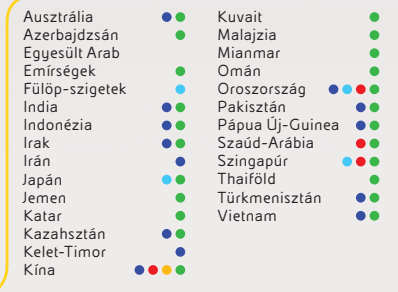 Ausztrália
Azerbajdzsán
Egyesült Arab
Emírségek
Fülöp-szigetek
India
Indonézia
Irak
Irán
Japán
Jemen
Katar
Kazahsztán
Kelet-Timor
Kína
Kuvait
Malajzia
Mianmar
Omán
Oroszország
Pakisztán
Pápua Új-Guinea
Szaúd-Arábia
Szingapúr
Thaiföld
Türkmenisztán
Vietnam